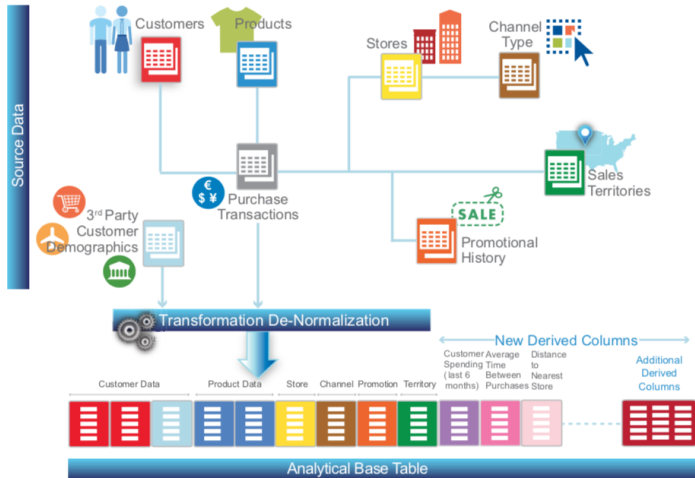 Source Data
Customers
Products
Stores
Channel
Type
Purchase
Transactions
€
$ ¥
Sales
Territories
SALE
Promotional
History
3rd Party
Customer
Demographics
Transformation De-Normalization
New Derived Columns
Customer Data
Product Data
Store
Channel
Promotion
Territory
Customer
Spending
(last 6
months)
Average
Time
Between
Purchases
Distance
to
Nearest
Store
Additional
Derived
Columns
Analytical Base Table